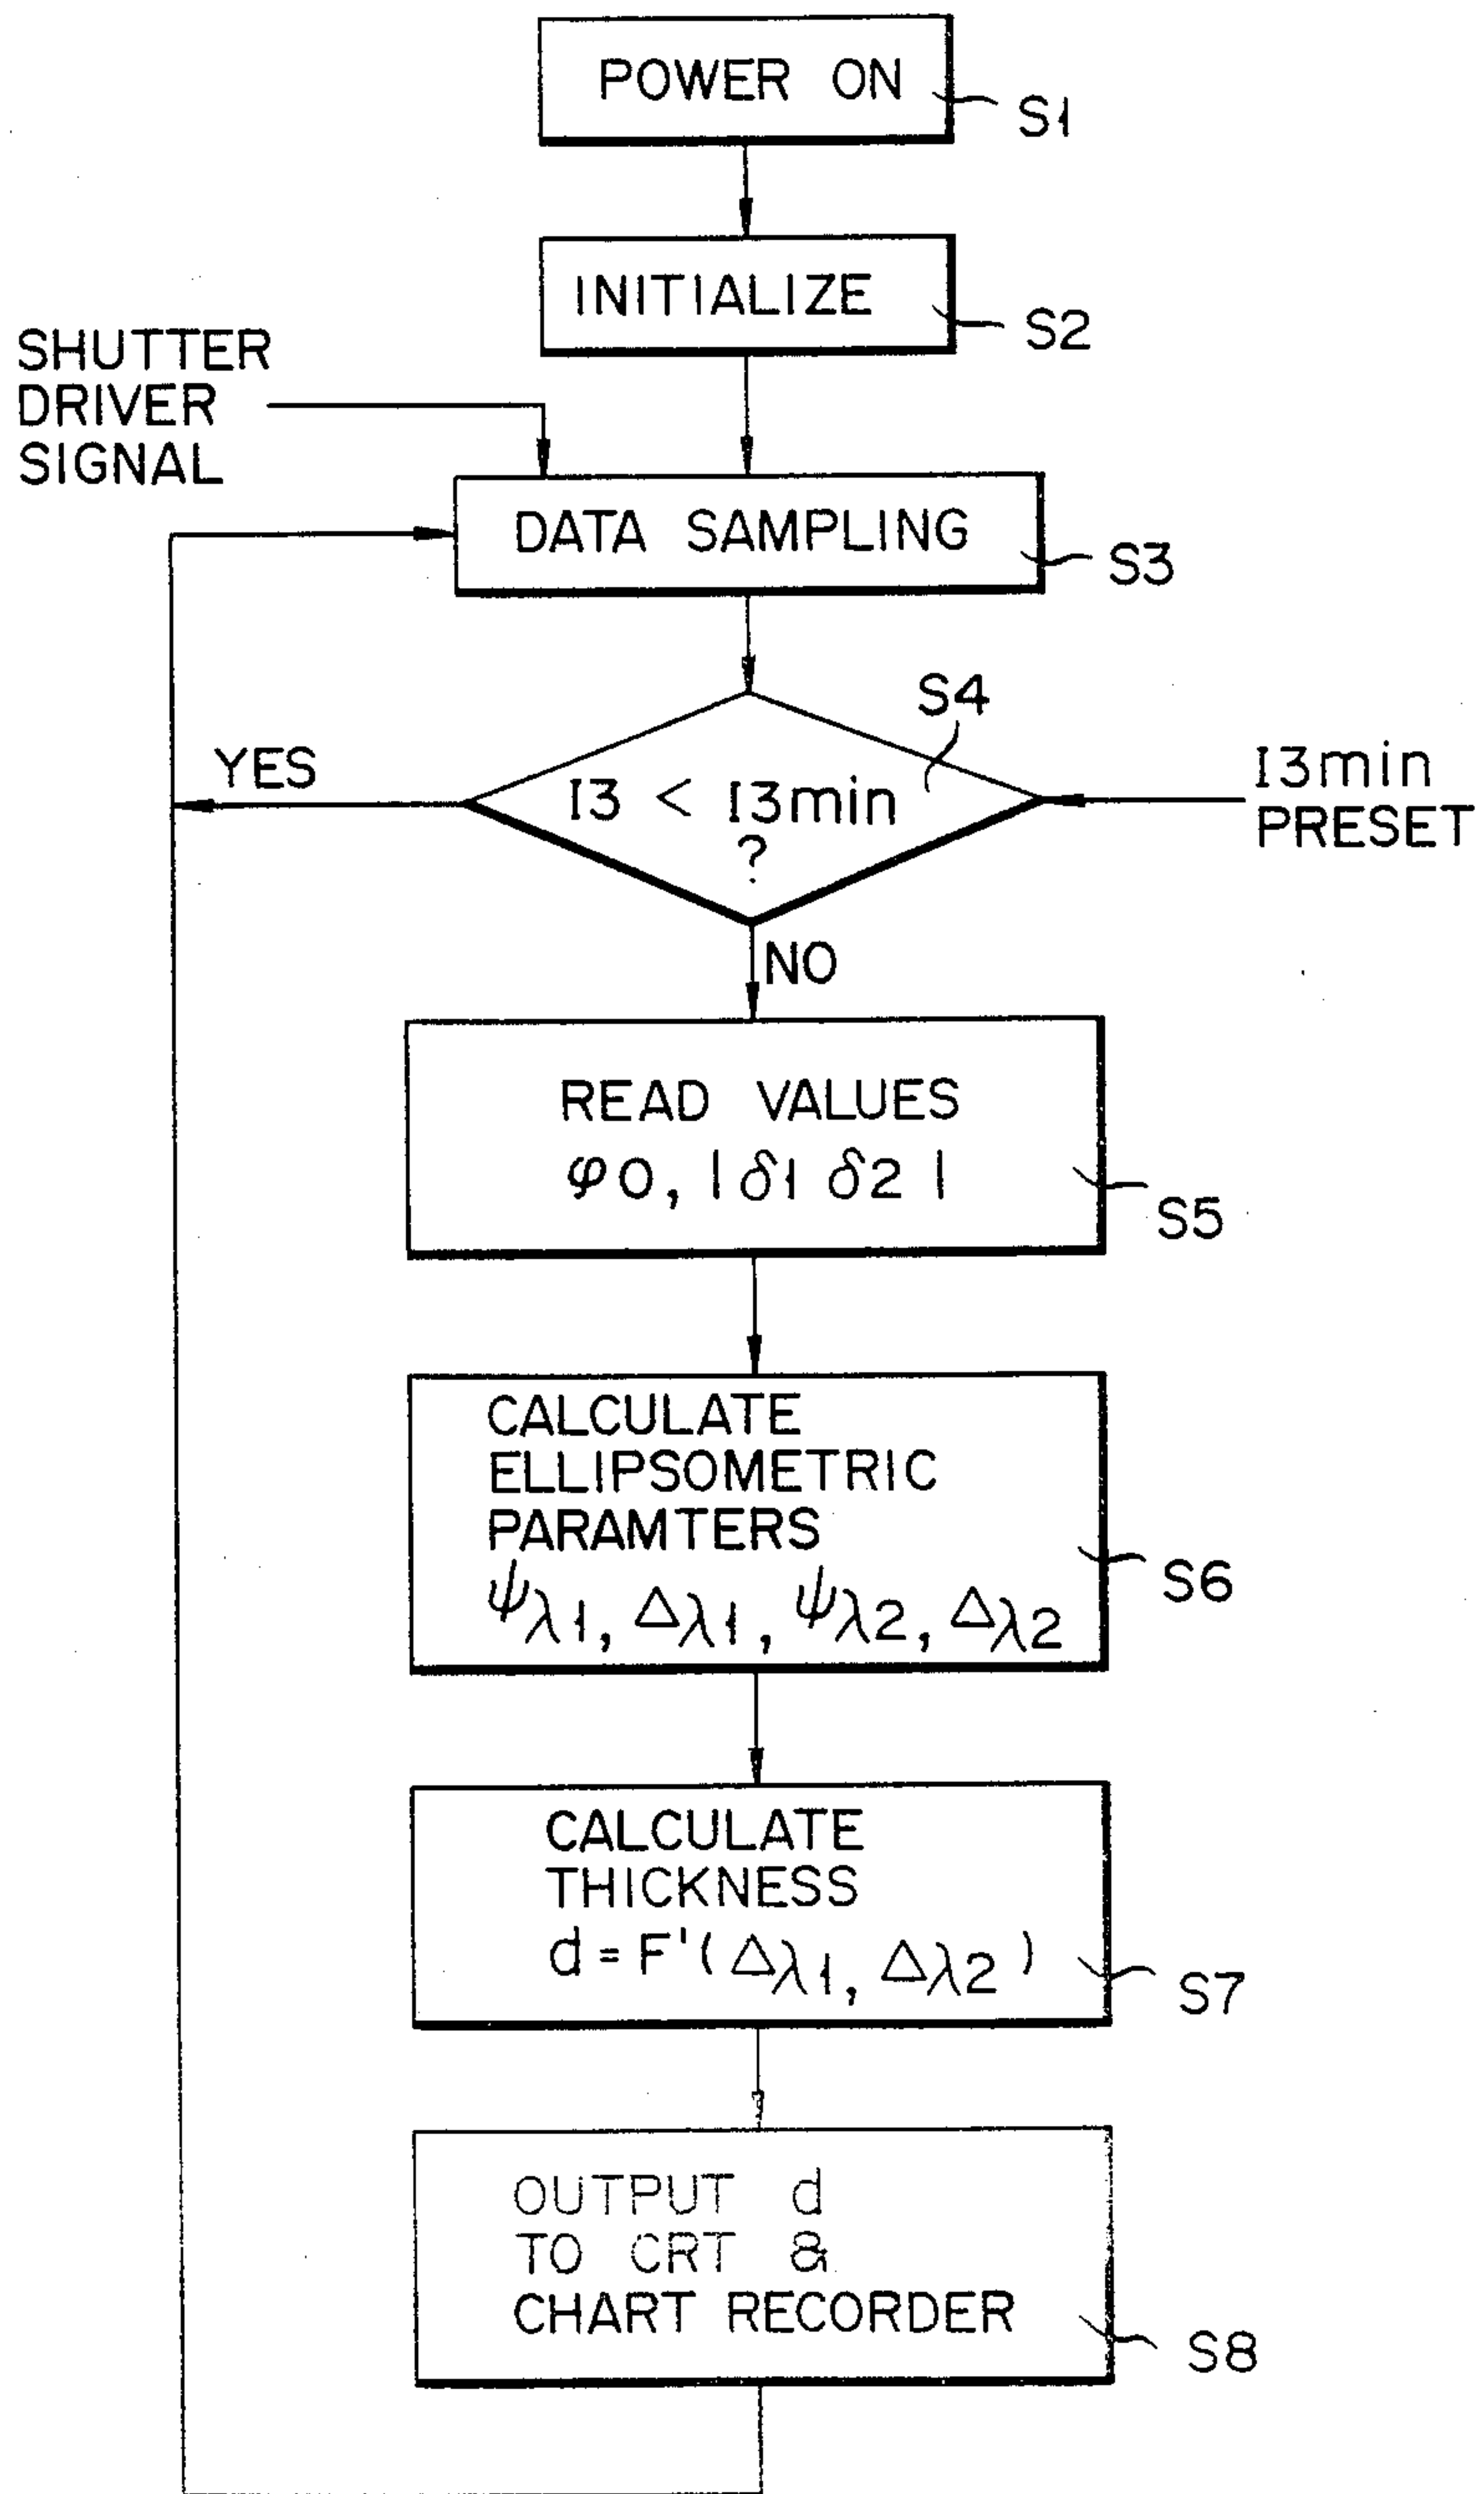 POWER ON
S1
INITIALIZE
S2
SHUTTER
DRIVER
SIGNAL
DATA SAMPLING
S3
S4
YES
I3 < I3min
?
I3min
PRESET
NO
READ VALUES
φ0, |δ1 δ2|
S5
CALCULATE
ELLIPSOMETRIC
PARAMTERS
ψλ1, Δλ1, ψλ2, Δλ2
S6
CALCULATE
THICKNESS
d = F'(Δλ1, Δλ2)
S7
OUTPUT d
TO CRT &
CHART RECORDER
S8